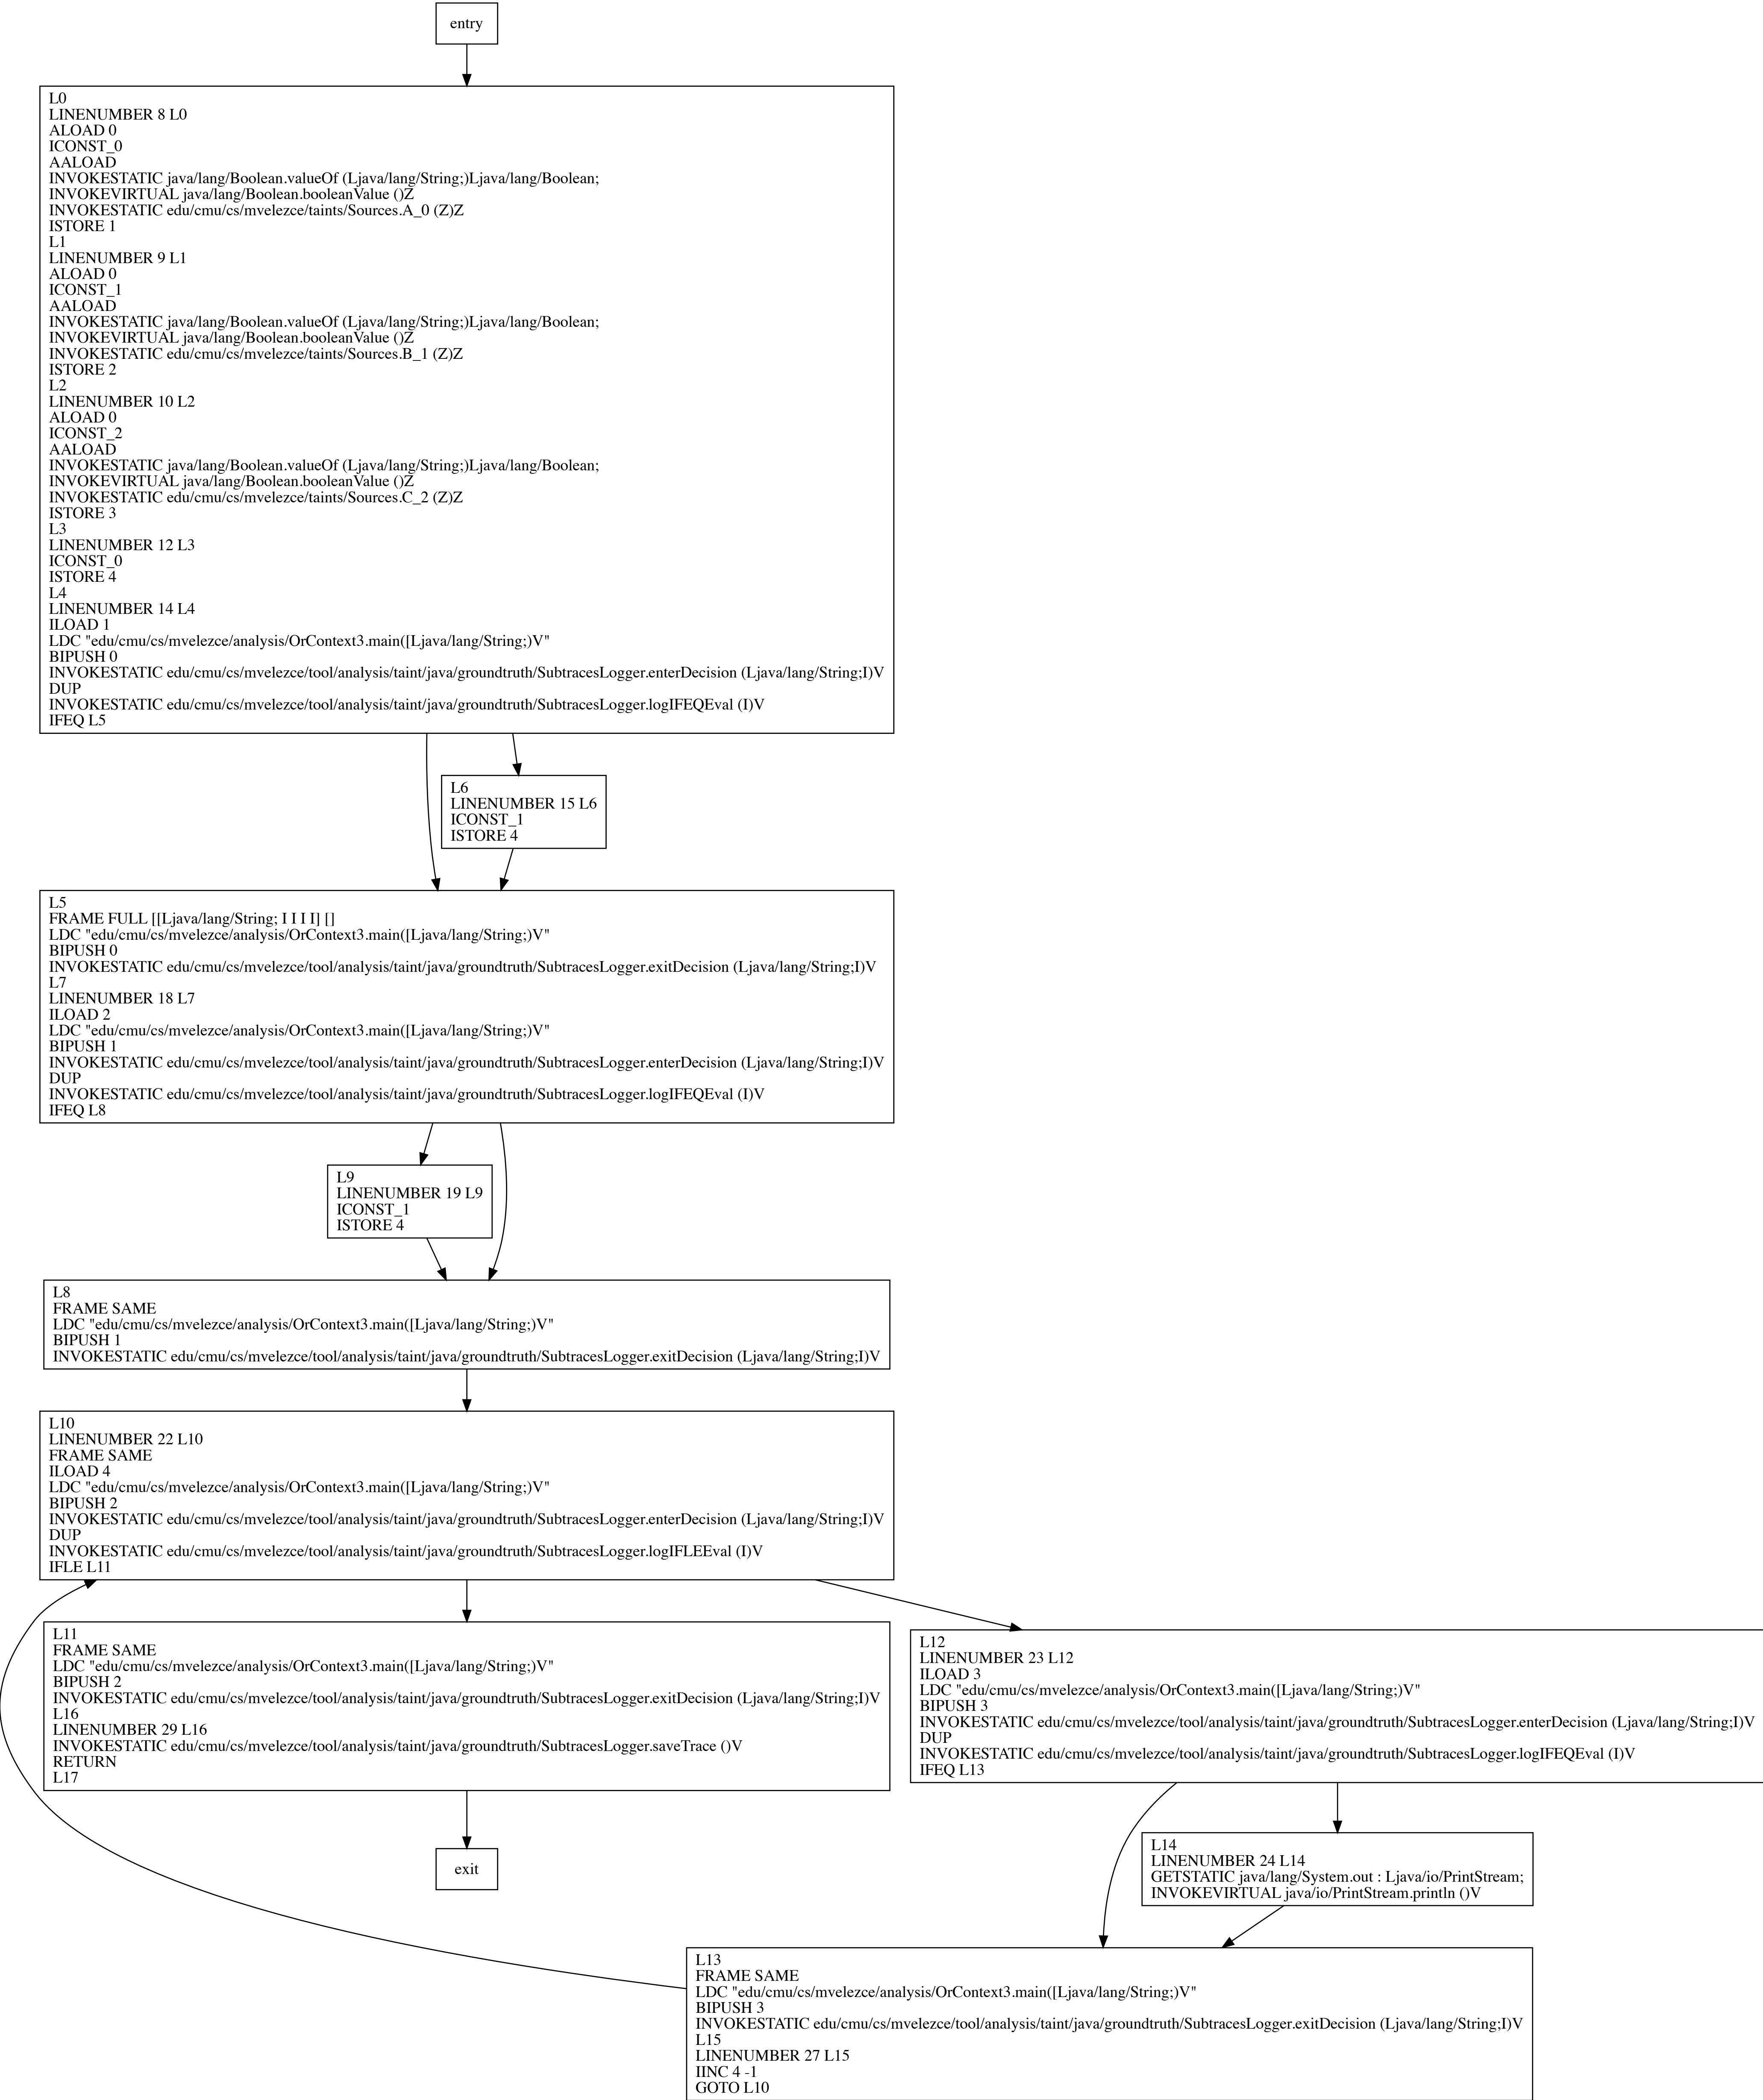 entry
L0
LINENUMBER 8 L0
ALOAD 0
ICONST_0
AALOAD
INVOKESTATIC java/lang/Boolean.valueOf (Ljava/lang/String;)Ljava/lang/Boolean;
INVOKEVIRTUAL java/lang/Boolean.booleanValue ()Z
INVOKESTATIC edu/cmu/cs/mvelezce/taints/Sources.A_0 (Z)Z
ISTORE 1
L1
LINENUMBER 9 L1
ALOAD 0
ICONST_1
AALOAD
INVOKESTATIC java/lang/Boolean.valueOf (Ljava/lang/String;)Ljava/lang/Boolean;
INVOKEVIRTUAL java/lang/Boolean.booleanValue ()Z
INVOKESTATIC edu/cmu/cs/mvelezce/taints/Sources.B_1 (Z)Z
ISTORE 2
L2
LINENUMBER 10 L2
ALOAD 0
ICONST_2
AALOAD
INVOKESTATIC java/lang/Boolean.valueOf (Ljava/lang/String;)Ljava/lang/Boolean;
INVOKEVIRTUAL java/lang/Boolean.booleanValue ()Z
INVOKESTATIC edu/cmu/cs/mvelezce/taints/Sources.C_2 (Z)Z
ISTORE 3
L3
LINENUMBER 12 L3
ICONST_0
ISTORE 4
L4
LINENUMBER 14 L4
ILOAD 1
LDC "edu/cmu/cs/mvelezce/analysis/OrContext3.main([Ljava/lang/String;)V"
BIPUSH 0
INVOKESTATIC edu/cmu/cs/mvelezce/tool/analysis/taint/java/groundtruth/SubtracesLogger.enterDecision (Ljava/lang/String;I)V
DUP
INVOKESTATIC edu/cmu/cs/mvelezce/tool/analysis/taint/java/groundtruth/SubtracesLogger.logIFEQEval (I)V
IFEQ L5
L6
LINENUMBER 15 L6
ICONST_1
ISTORE 4
L5
FRAME FULL [[Ljava/lang/String; I I I I] []
LDC "edu/cmu/cs/mvelezce/analysis/OrContext3.main([Ljava/lang/String;)V"
BIPUSH 0
INVOKESTATIC edu/cmu/cs/mvelezce/tool/analysis/taint/java/groundtruth/SubtracesLogger.exitDecision (Ljava/lang/String;I)V
L7
LINENUMBER 18 L7
ILOAD 2
LDC "edu/cmu/cs/mvelezce/analysis/OrContext3.main([Ljava/lang/String;)V"
BIPUSH 1
INVOKESTATIC edu/cmu/cs/mvelezce/tool/analysis/taint/java/groundtruth/SubtracesLogger.enterDecision (Ljava/lang/String;I)V
DUP
INVOKESTATIC edu/cmu/cs/mvelezce/tool/analysis/taint/java/groundtruth/SubtracesLogger.logIFEQEval (I)V
IFEQ L8
L9
LINENUMBER 19 L9
ICONST_1
ISTORE 4
L8
FRAME SAME
LDC "edu/cmu/cs/mvelezce/analysis/OrContext3.main([Ljava/lang/String;)V"
BIPUSH 1
INVOKESTATIC edu/cmu/cs/mvelezce/tool/analysis/taint/java/groundtruth/SubtracesLogger.exitDecision (Ljava/lang/String;I)V
L10
LINENUMBER 22 L10
FRAME SAME
ILOAD 4
LDC "edu/cmu/cs/mvelezce/analysis/OrContext3.main([Ljava/lang/String;)V"
BIPUSH 2
INVOKESTATIC edu/cmu/cs/mvelezce/tool/analysis/taint/java/groundtruth/SubtracesLogger.enterDecision (Ljava/lang/String;I)V
DUP
INVOKESTATIC edu/cmu/cs/mvelezce/tool/analysis/taint/java/groundtruth/SubtracesLogger.logIFLEEval (I)V
IFLE L11
L11
FRAME SAME
LDC "edu/cmu/cs/mvelezce/analysis/OrContext3.main([Ljava/lang/String;)V"
BIPUSH 2
INVOKESTATIC edu/cmu/cs/mvelezce/tool/analysis/taint/java/groundtruth/SubtracesLogger.exitDecision (Ljava/lang/String;I)V
L16
LINENUMBER 29 L16
INVOKESTATIC edu/cmu/cs/mvelezce/tool/analysis/taint/java/groundtruth/SubtracesLogger.saveTrace ()V
RETURN
L17
L12
LINENUMBER 23 L12
ILOAD 3
LDC "edu/cmu/cs/mvelezce/analysis/OrContext3.main([Ljava/lang/String;)V"
BIPUSH 3
INVOKESTATIC edu/cmu/cs/mvelezce/tool/analysis/taint/java/groundtruth/SubtracesLogger.enterDecision (Ljava/lang/String;I)V
DUP
INVOKESTATIC edu/cmu/cs/mvelezce/tool/analysis/taint/java/groundtruth/SubtracesLogger.logIFEQEval (I)V
IFEQ L13
exit
L14
LINENUMBER 24 L14
GETSTATIC java/lang/System.out : Ljava/io/PrintStream;
INVOKEVIRTUAL java/io/PrintStream.println ()V
L13
FRAME SAME
LDC "edu/cmu/cs/mvelezce/analysis/OrContext3.main([Ljava/lang/String;)V"
BIPUSH 3
INVOKESTATIC edu/cmu/cs/mvelezce/tool/analysis/taint/java/groundtruth/SubtracesLogger.exitDecision (Ljava/lang/String;I)V
L15
LINENUMBER 27 L15
IINC 4 -1
GOTO L10